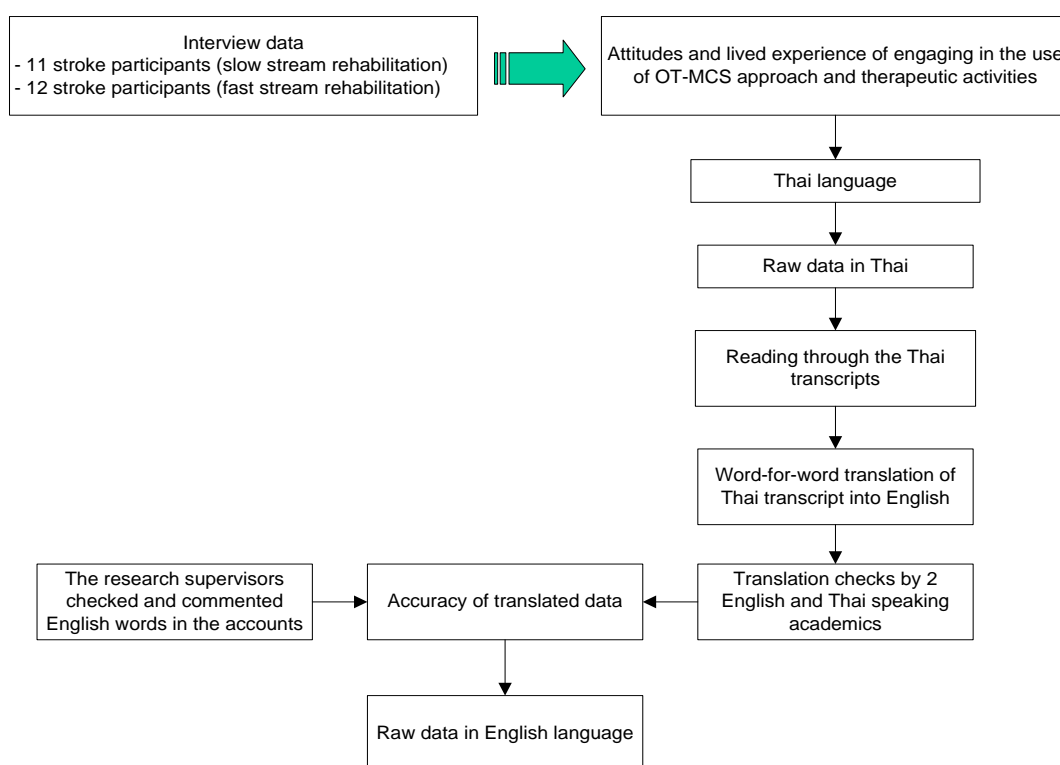 Interview data
- 11 stroke participants (slow stream rehabilitation)
- 12 stroke participants (fast stream rehabilitation)
Attitudes and lived experience of engaging in the use
of OT-MCS approach and therapeutic activities
Thai language
Raw data in Thai
Reading through the Thai
transcripts
Word-for-word translation of
Thai transcript into English
The research supervisors
checked and commented
English words in the accounts
Accuracy of translated data
Translation checks by 2
English and Thai speaking
academics
Raw data in English language